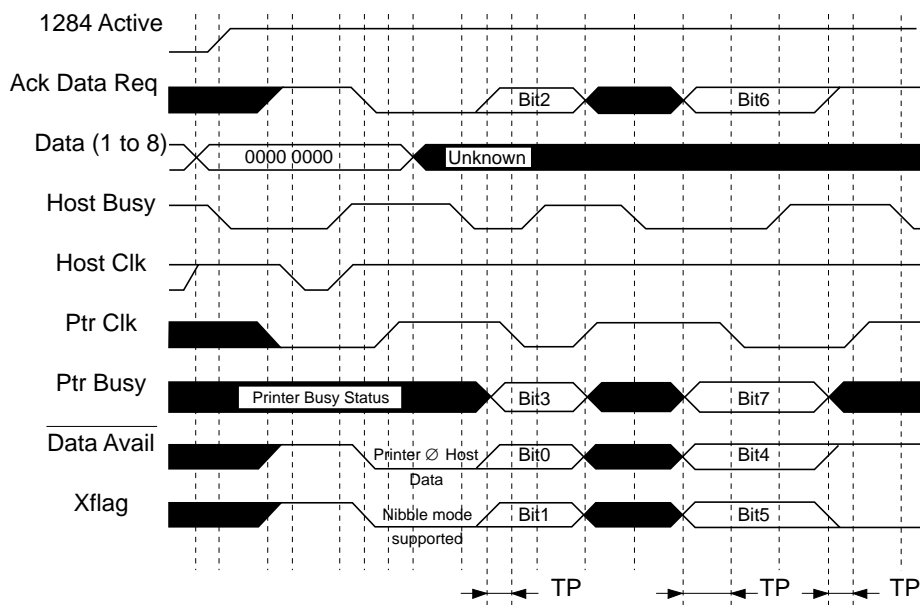 1284 Active
Ack Data Req
Bit2
Bit6
Data (1 to 8)
0000 0000
Unknown
Host Busy
Host Clk
Ptr Clk
Ptr Busy
Printer Busy Status
Bit3
Bit7
Data Avail
Printer ∅ Host
Data
Bit0
Bit4
Xflag
Nibble mode
supported
Bit1
Bit5
TP
TP
TP